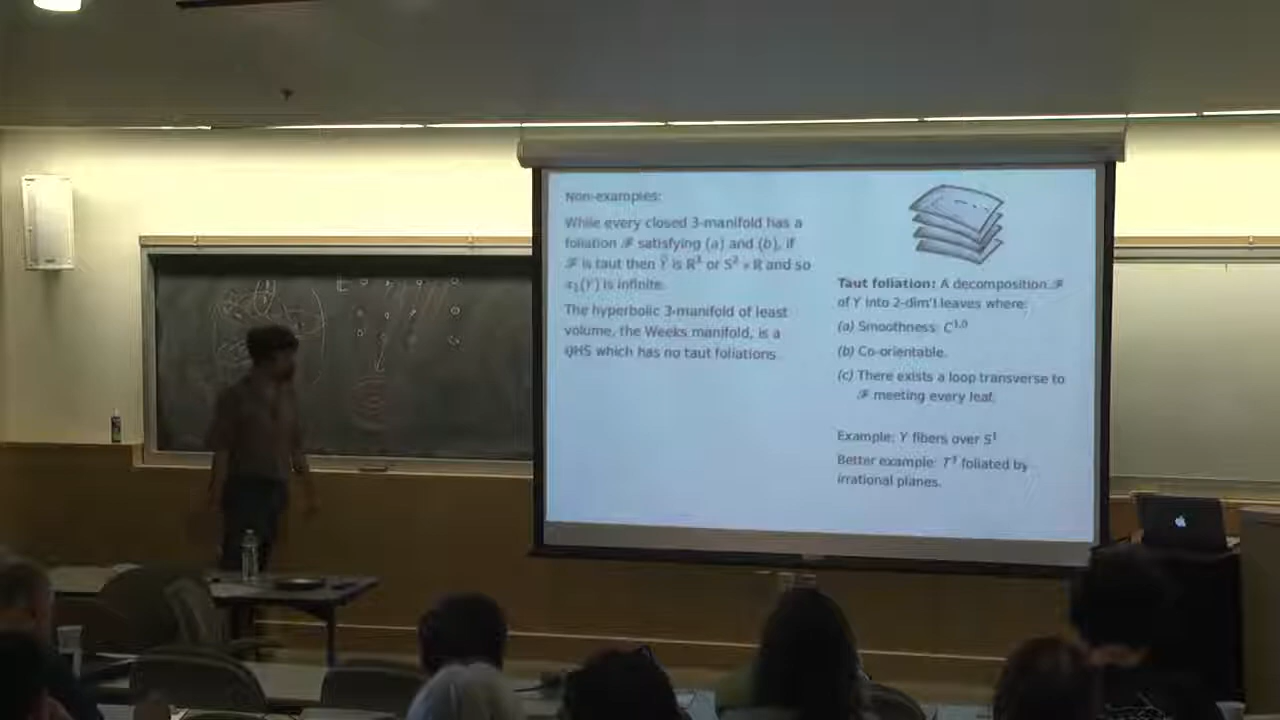 Non-examples:
While every closed 3-manifold has a
foliation ℱ satisfying (a) and (b), if
ℱ is taut then Ỹ is R³ or S² × R and so
π₁(Y) is infinite.
The hyperbolic 3-manifold of least
volume, the Weeks manifold, is a
QHS which has no taut foliations.
Taut foliation: A decomposition ℱ
of Y into 2-dim'l leaves where:
(a) Smoothness: C¹,⁰
(b) Co-orientable.
(c) There exists a loop transverse to
ℱ meeting every leaf.
Example: Y fibers over S¹
Better example: T³ foliated by
irrational planes.